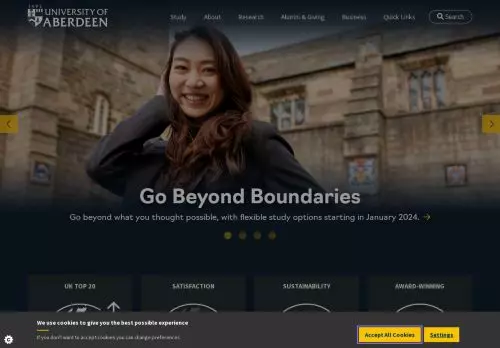 1495
UNIVERSITY OF
ABERDEEN
Study
About
Research
Alumni & Giving
Business
Quick Links
Search
Go Beyond Boundaries
Go beyond what you thought possible, with flexible study options starting in January 2024.
UK TOP 20
SATISFACTION
SUSTAINABILITY
AWARD-WINNING
We use cookies to give you the best possible experience
If you don't want to accept cookies you can change preferences
Accept All Cookies
Settings